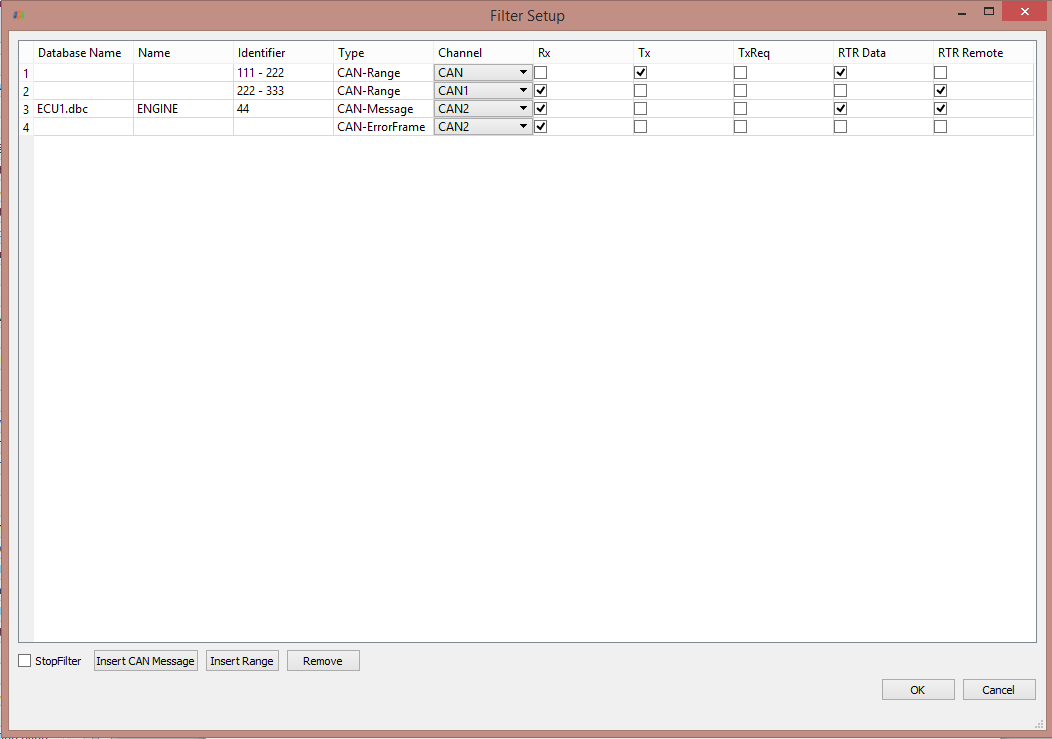 Filter Setup
Database Name Name Identifier Type Channel Rx Tx TxReq RTR Data RTR Remote
1 111 - 222 CAN-Range CAN
2 222 - 333 CAN-Range CAN1
3 ECU1.dbc ENGINE 44 CAN-Message CAN2
4 CAN-ErrorFrame CAN2
StopFilter Insert CAN Message Insert Range Remove
OK Cancel